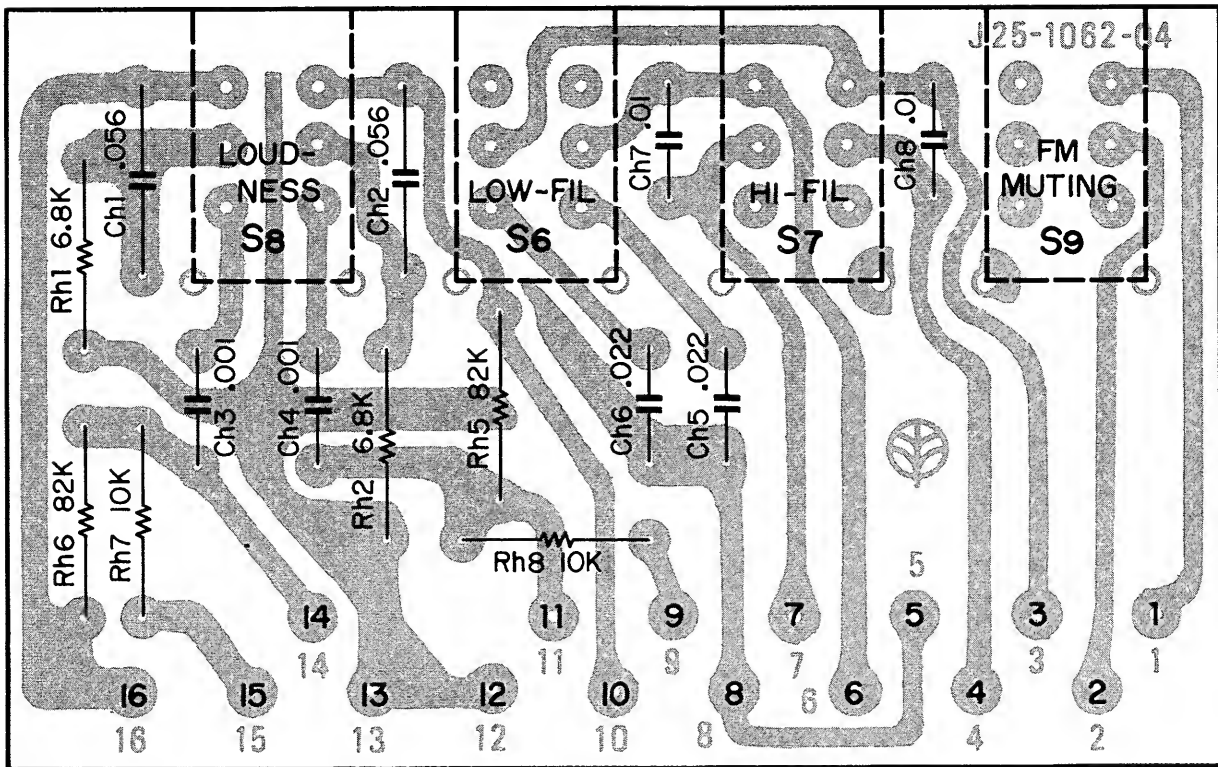 J25-1062-04
.056
Ch1
Rh1 6.8K
LOUD-
NESS
S8
Ch2 .056
LOW-FIL
S6
Ch7 .01
HI-FIL
S7
Ch8 .01
FM
MUTING
S9
Ch3 .001
Ch4 .001
Rh2 6.8K
Rh5 82K
Ch6 .022
Ch5 .022
Rh6 82K
Rh7 10K
Rh8 10K
5
14
11
9
7
5
3
1
14
11
9
7
3
1
16
15
13
12
10
8
6
4
2
6
16
15
13
12
10
8
4
2